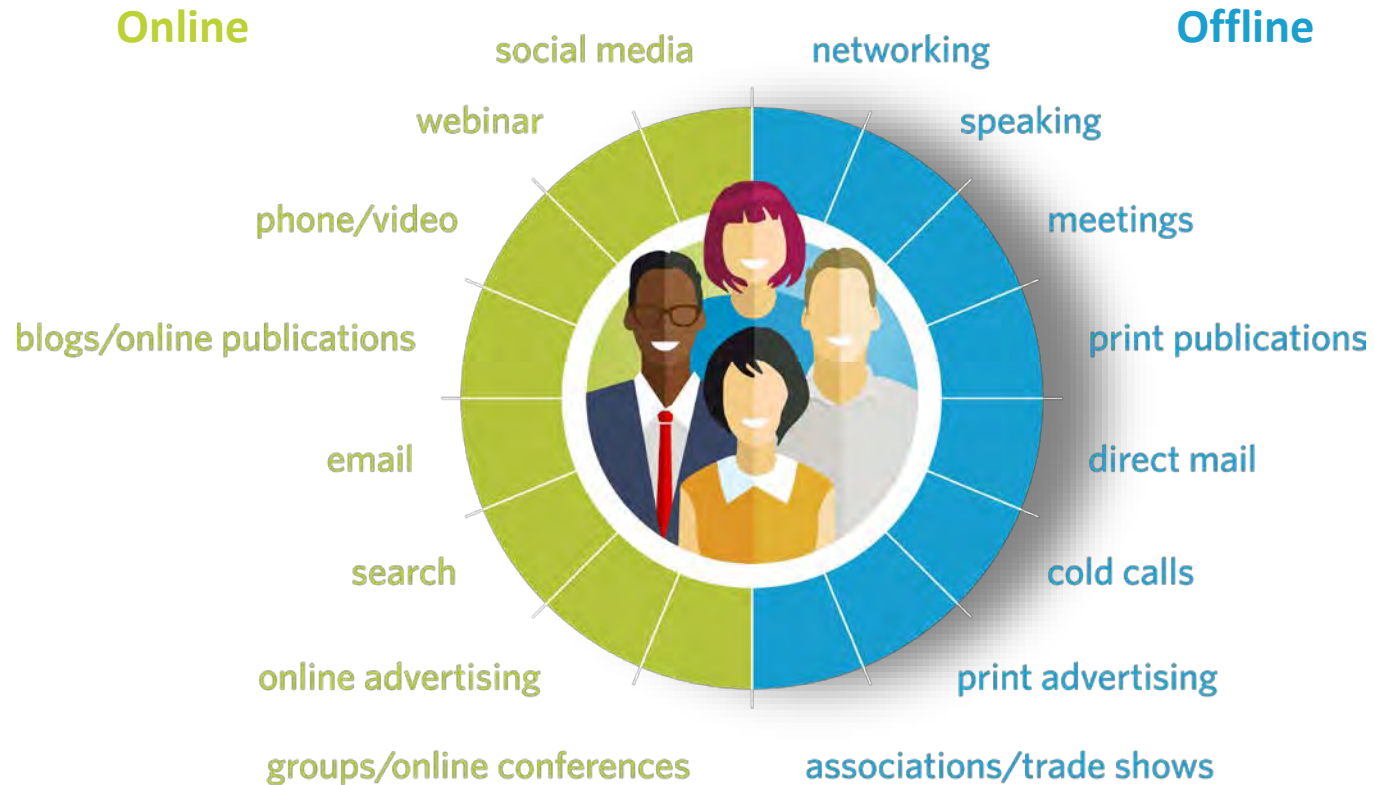 Online
Offline
social media
networking
webinar
speaking
phone/video
meetings
blogs/online publications
print publications
email
direct mail
search
cold calls
online advertising
print advertising
groups/online conferences
associations/trade shows